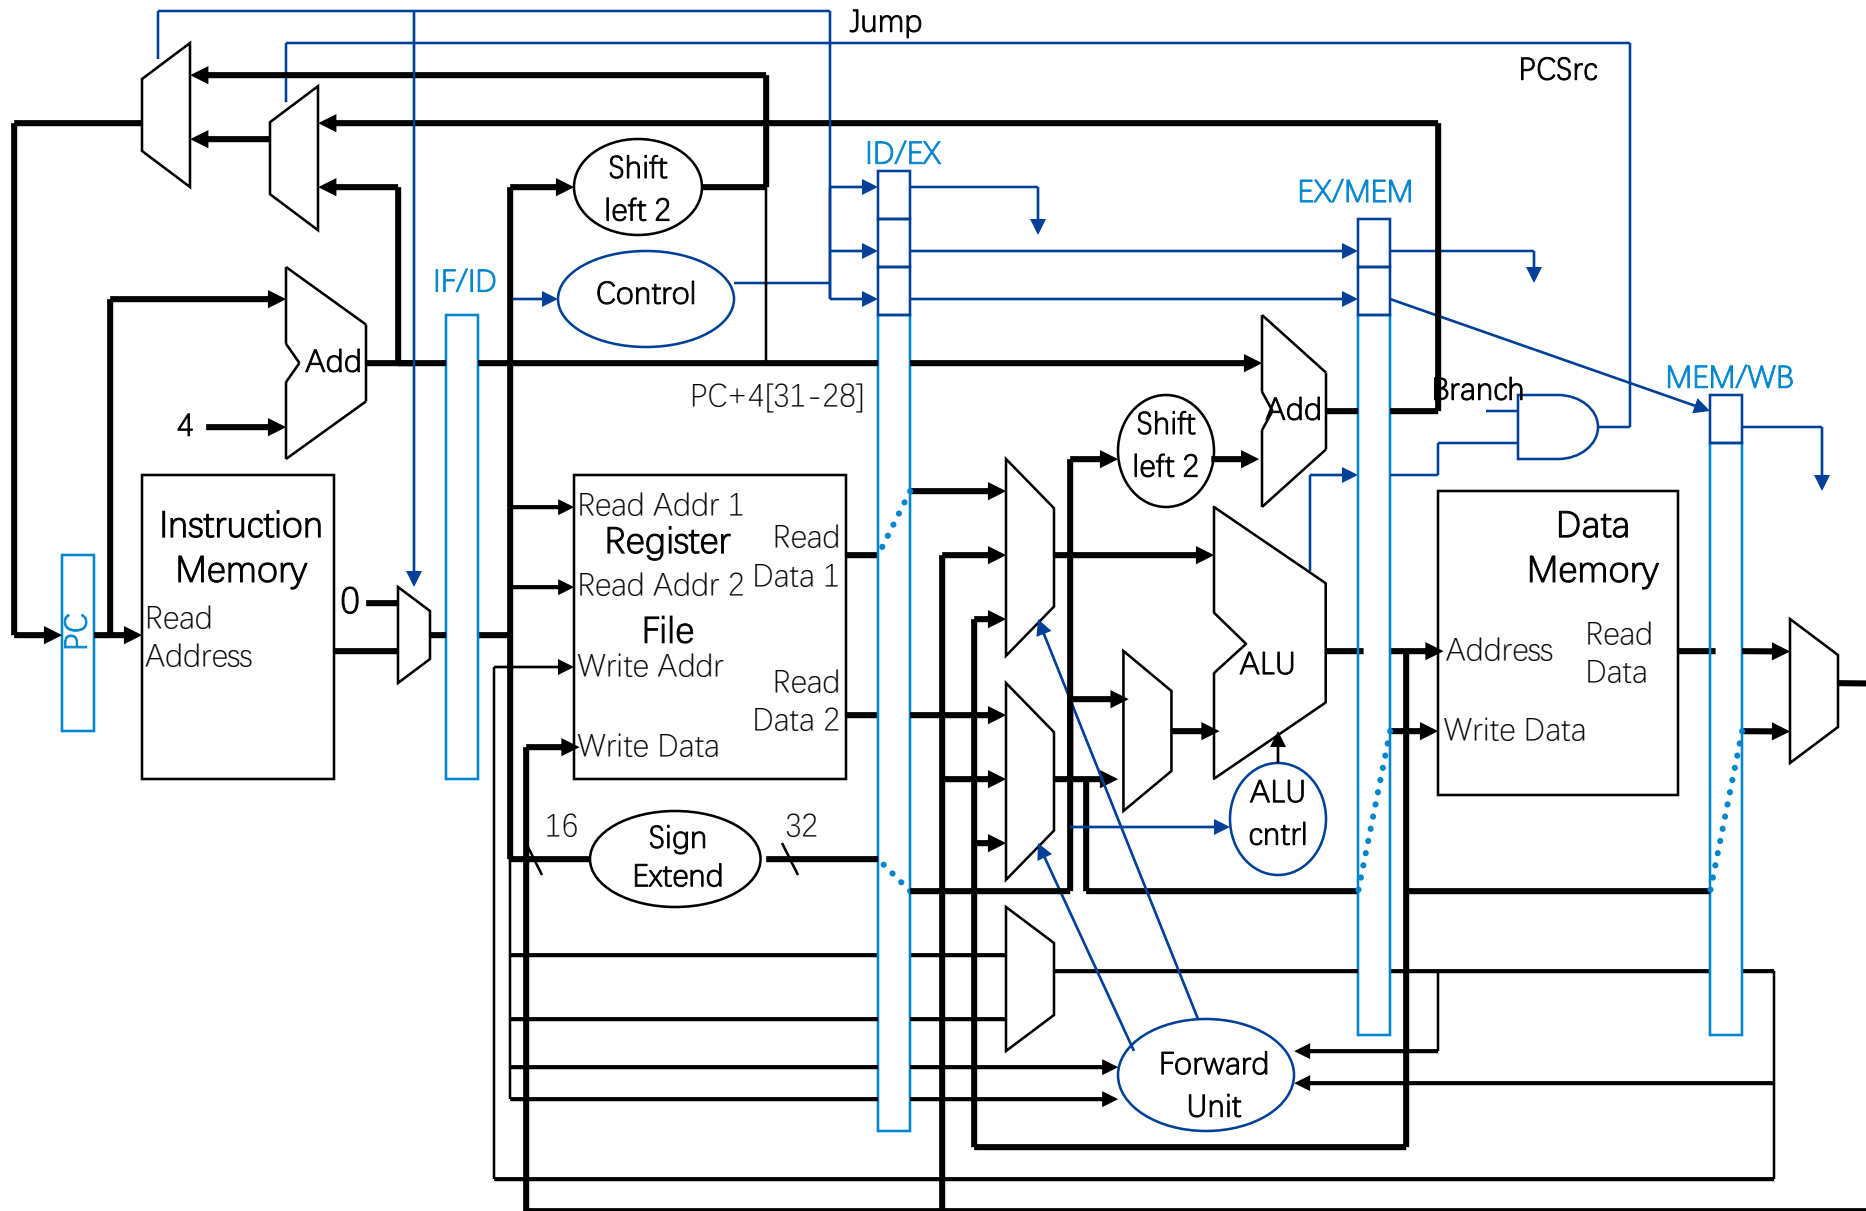 Jump
PCSrc
Shift
left 2
ID/EX
EX/MEM
IF/ID
Control
Add
PC+4[31-28]
4
Shift
left 2
Add
Branch
MEM/WB
Instruction
Memory
Read
Address
PC
0
Read Addr 1
Register
Read Addr 2
File
Write Addr
Write Data
Read
Data 1
Read
Data 2
ALU
ALU
cntrl
Data
Memory
Address
Read
Data
Write Data
16
Sign
Extend
32
Forward
Unit